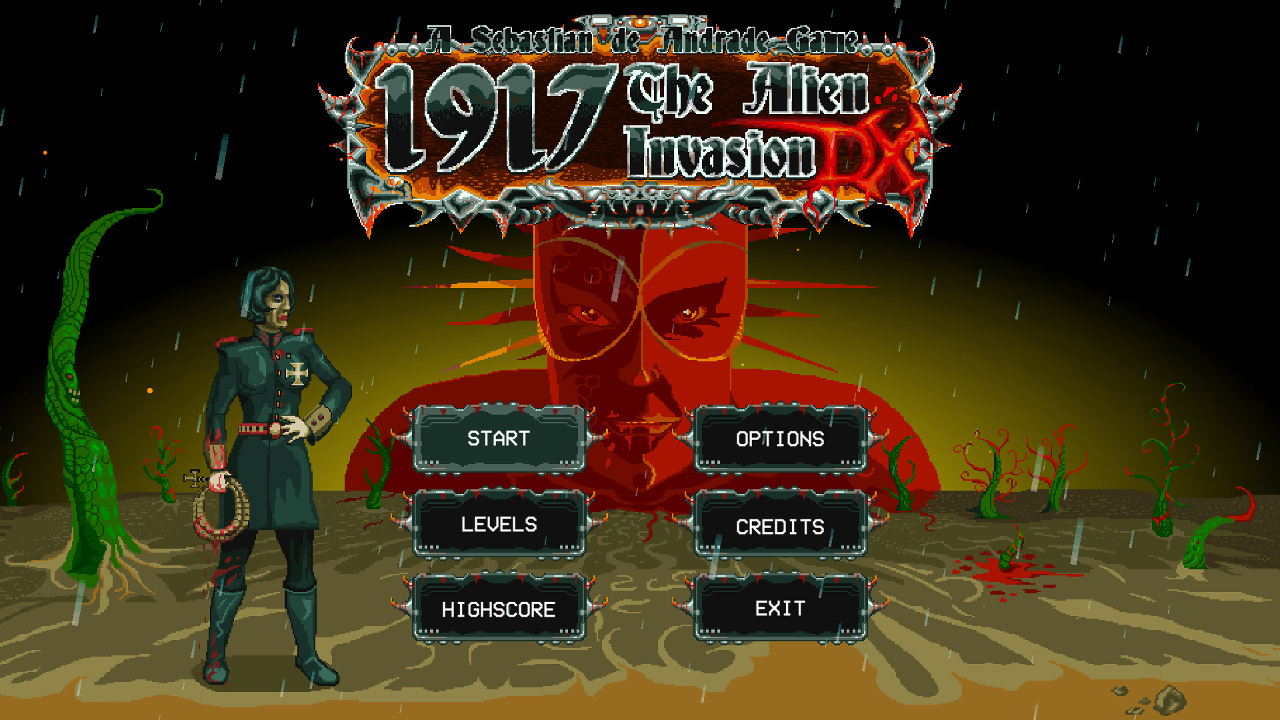 A Sebastian de Andrade Game
1917 The Alien
Invasion DX
START
OPTIONS
LEVELS
CREDITS
HIGHSCORE
EXIT